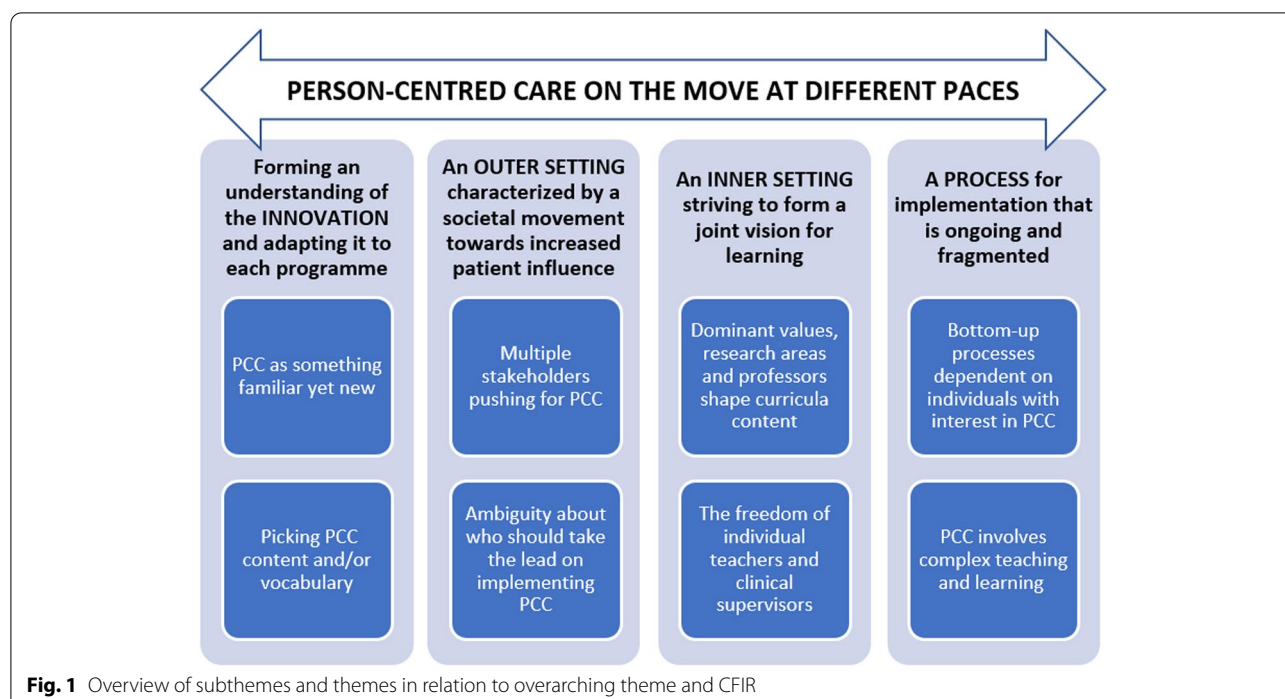 PERSON-CENTRED CARE ON THE MOVE AT DIFFERENT PACES
Forming an
understanding of
the INNOVATION
and adapting it to
each programme
PCC as something
familiar yet new
Picking PCC
content and/or
vocabulary
An OUTER SETTING
characterized by a
societal movement
towards increased
patient influence
Multiple
stakeholders
pushing for PCC
Ambiguity about
who should take
the lead on
implementing
PCC
An INNER SETTING
striving to form a
joint vision for
learning
Dominant values,
research areas
and professors
shape curricula
content
The freedom of
individual
teachers and
clinical
supervisors
A PROCESS for
implementation that
is ongoing and
fragmented
Bottom-up
processes
dependent on
individuals with
interest in PCC
PCC involves
complex teaching
and learning
Fig. 1 Overview of subthemes and themes in relation to overarching theme and CFIR